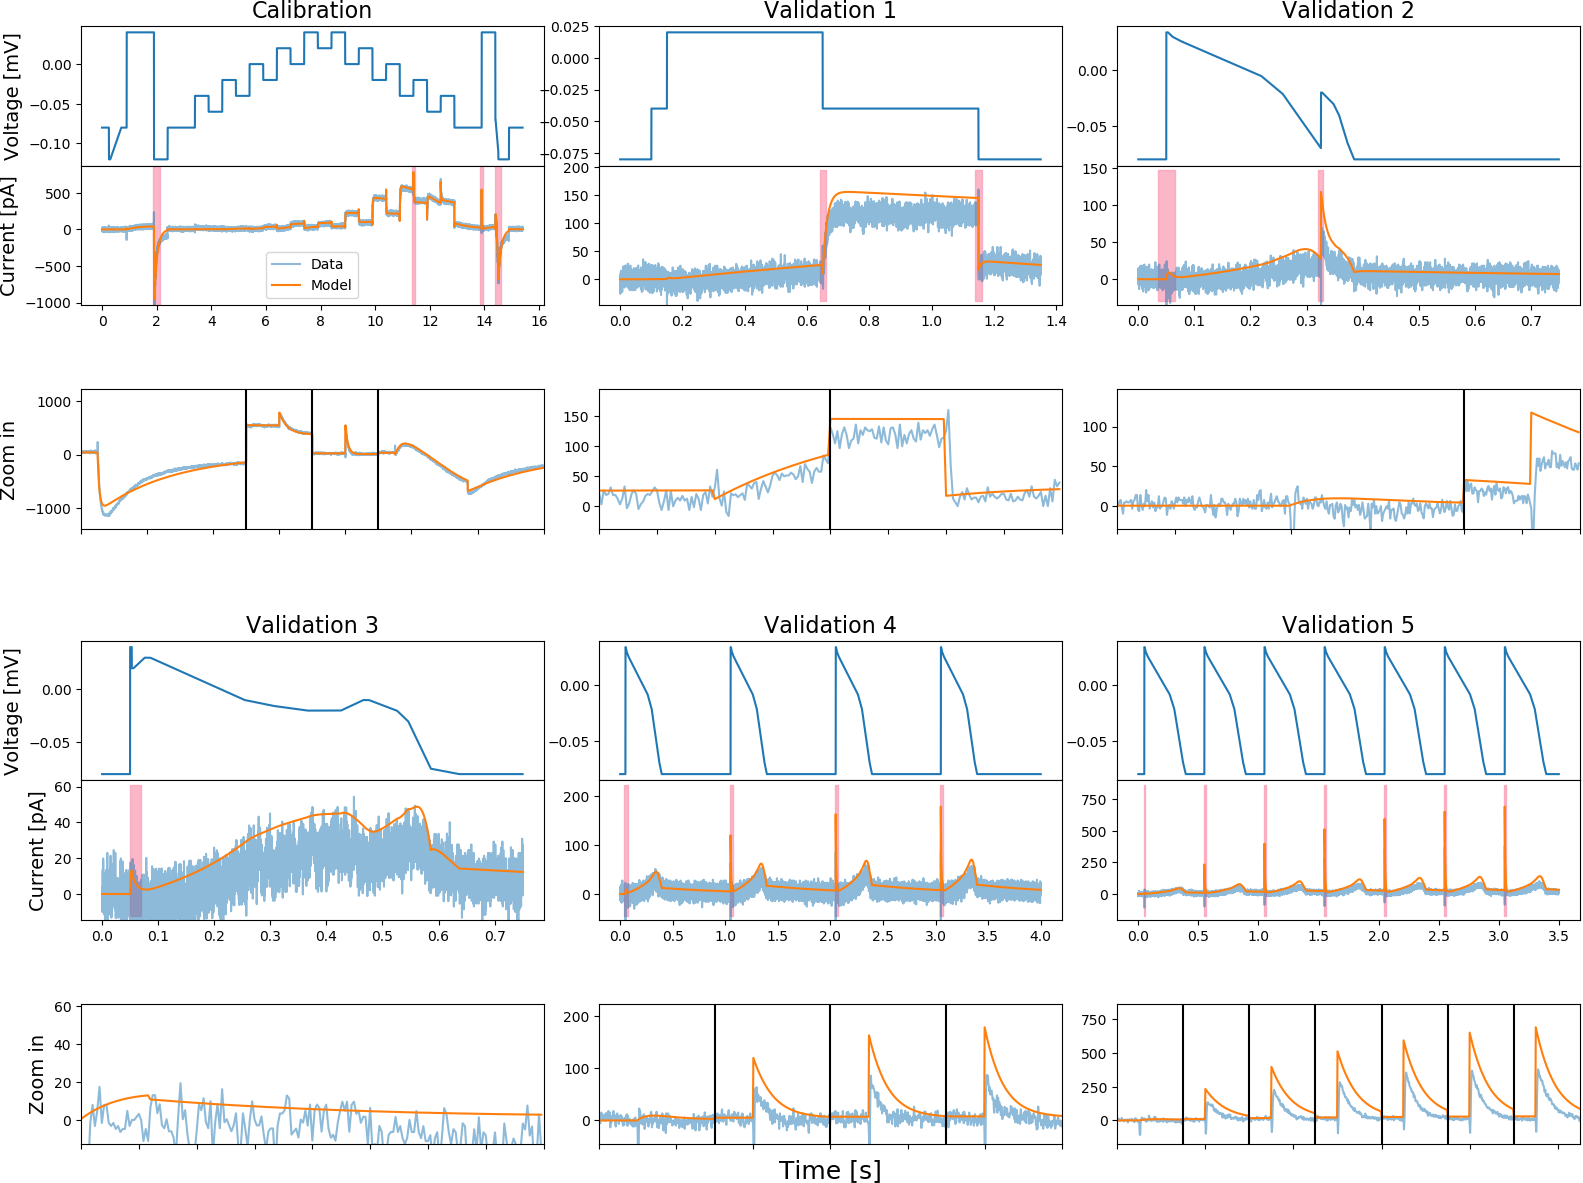 Calibration
Validation 1
Validation 2
Voltage [mV]
0.00
−0.05
−0.10
0.025
0.000
−0.025
−0.050
−0.075
0.00
−0.05
Current [pA]
500
0
−500
−1000
Data
Model
200
150
100
50
0
150
100
50
0
0 2 4 6 8 10 12 14 16
0.0 0.2 0.4 0.6 0.8 1.0 1.2 1.4
0.0 0.1 0.2 0.3 0.4 0.5 0.6 0.7
Zoom in
1000
0
−1000
150
100
50
0
100
50
0
Validation 3
Validation 4
Validation 5
Voltage [mV]
0.00
−0.05
0.00
−0.05
0.00
−0.05
Current [pA]
60
40
20
0
200
100
0
750
500
250
0
0.0 0.1 0.2 0.3 0.4 0.5 0.6 0.7
0.0 0.5 1.0 1.5 2.0 2.5 3.0 3.5 4.0
0.0 0.5 1.0 1.5 2.0 2.5 3.0 3.5
Zoom in
60
40
20
0
200
100
0
750
500
250
0
Time [s]